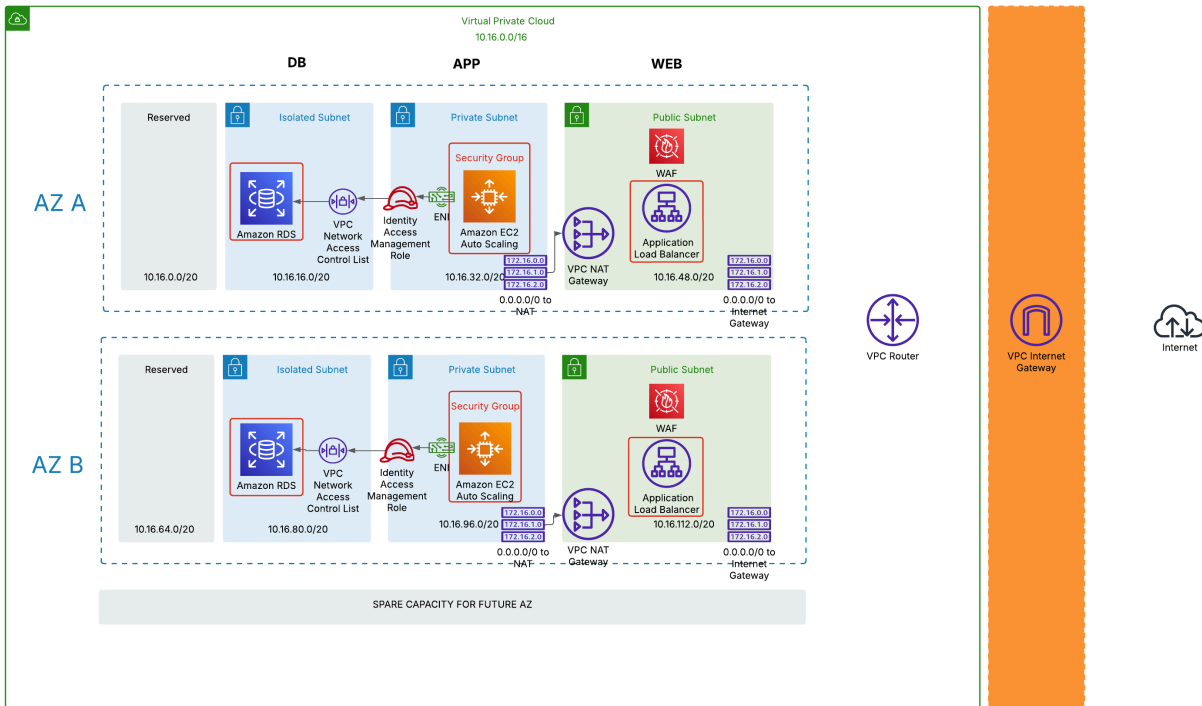 Virtual Private Cloud
10.16.0.0/16
DB
APP
WEB
AZ A
Reserved
10.16.0.0/20
Isolated Subnet
Amazon RDS
VPC
Network
Access
Control List
10.16.16.0/20
Identity
Access
Management
Role
Private Subnet
Security Group
ENI
Amazon EC2
Auto Scaling
10.16.32.0/20
172.16.0.0
172.16.1.0
172.16.2.0
0.0.0.0/0 to
NAT
Public Subnet
WAF
Application
Load Balancer
VPC NAT
Gateway
10.16.48.0/20
172.16.0.0
172.16.1.0
172.16.2.0
0.0.0.0/0 to
Internet
Gateway
AZ B
Reserved
10.16.64.0/20
Isolated Subnet
Amazon RDS
VPC
Network
Access
Control List
10.16.80.0/20
Identity
Access
Management
Role
Private Subnet
Security Group
ENI
Amazon EC2
Auto Scaling
10.16.96.0/20
172.16.0.0
172.16.1.0
172.16.2.0
0.0.0.0/0 to
NAT
Public Subnet
WAF
Application
Load Balancer
VPC NAT
Gateway
10.16.112.0/20
172.16.0.0
172.16.1.0
172.16.2.0
0.0.0.0/0 to
Internet
Gateway
SPARE CAPACITY FOR FUTURE AZ
VPC Router
VPC Internet
Gateway
Internet